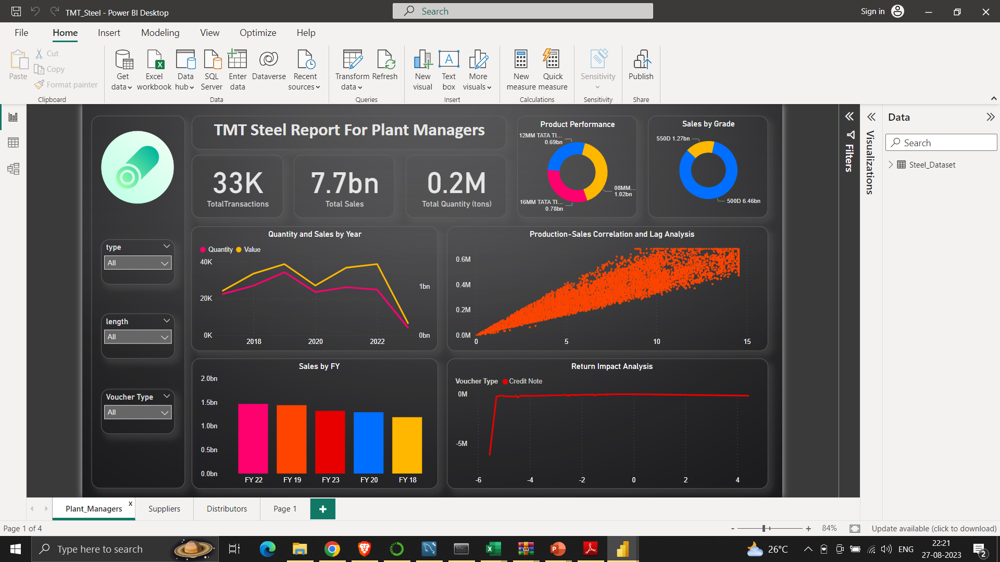 TMT_Steel - Power BI Desktop
Search
Sign in
File
Home
Insert
Modeling
View
Optimize
Help
Paste
Cut
Copy
Format painter
Clipboard
Get data
Excel workbook
Data hub
SQL Server
Enter data
Dataverse
Recent sources
Data
Transform data
Refresh
Queries
New visual
Text box
More visuals
Insert
New measure
Quick measure
Calculations
Sensitivity
Sensitivity
Publish
Share
TMT Steel Report For Plant Managers
33K
TotalTransactions
7.7bn
Total Sales
0.2M
Total Quantity (tons)
Product Performance
12MM TATA TI...
0.69bn
08MM...
1.02bn
16MM TATA TI...
0.78bn
Sales by Grade
550D 1.27bn
500D 6.46bn
type
All
length
All
Voucher Type
All
Quantity and Sales by Year
Quantity
Value
40K
20K
0K
1bn
0bn
2018
2020
2022
Production-Sales Correlation and Lag Analysis
0.6M
0.4M
0.2M
0.0M
0
5
10
15
Sales by FY
2.0bn
1.5bn
1.0bn
0.5bn
0.0bn
FY 22
FY 19
FY 23
FY 20
FY 18
Return Impact Analysis
Voucher Type
Credit Note
0M
-5M
-6
-4
-2
0
2
4
Filters
Visualizations
Data
Search
Steel_Dataset
Plant_Managers
x
Suppliers
Distributors
Page 1
+
Page 1 of 4
-
+
84%
Update available (click to download)
Type here to search
26°C
ENG
22:21
27-08-2023
2